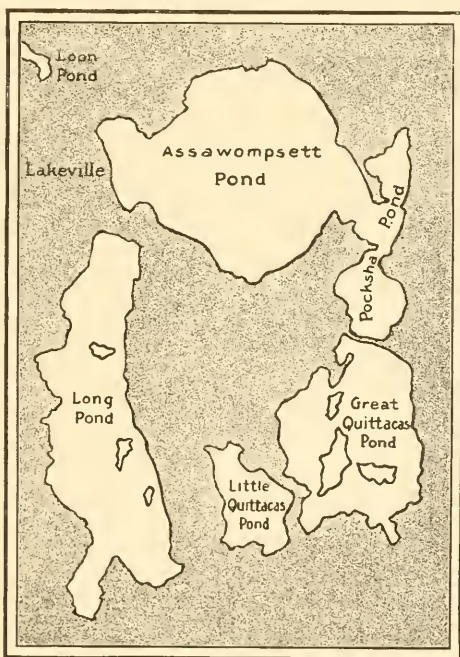 Loon
Pond
Assawompsett
Pond
Lakeville
Pocksha Pond
Long
Pond
Great
Quittacas
Pond
Little
Quittacas
Pond